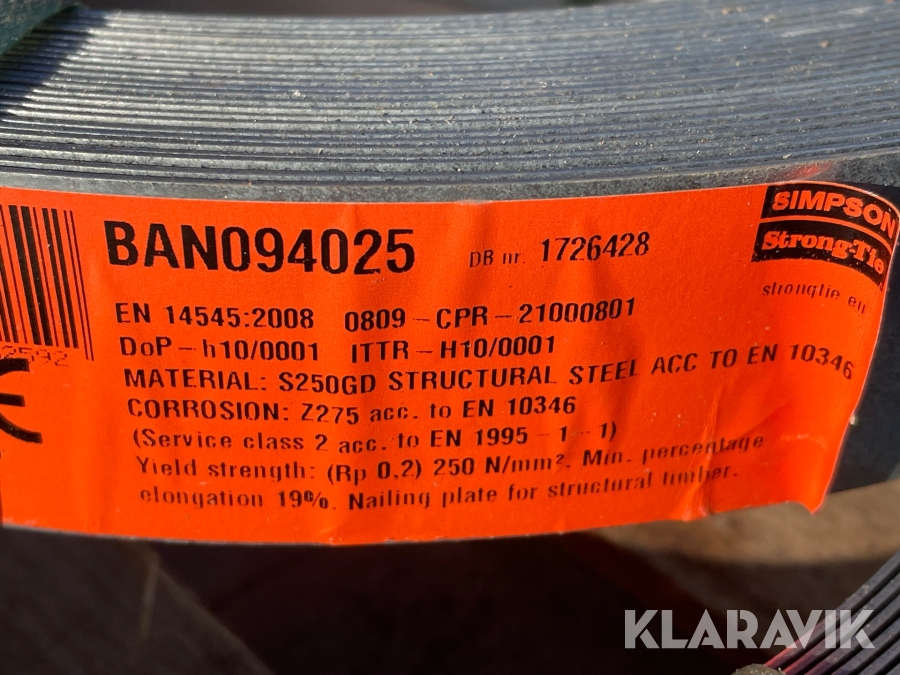 BAN094025 DB nr. 1726428
SIMPSON
Strong-Tie
strongtie eu
EN 14545:2008 0809-CPR-21000801
DoP-h10/0001 ITTR-H10/0001
MATERIAL: S250GD STRUCTURAL STEEL ACC TO EN 10346
CORROSION: Z275 acc. to EN 10346
(Service class 2 acc. to EN 1995-1-1)
Yield strength: (Rp 0,2) 250 N/mm². Min. percentage
elongation 19%. Nailing plate for structural timber.
CE
KLARAVIK